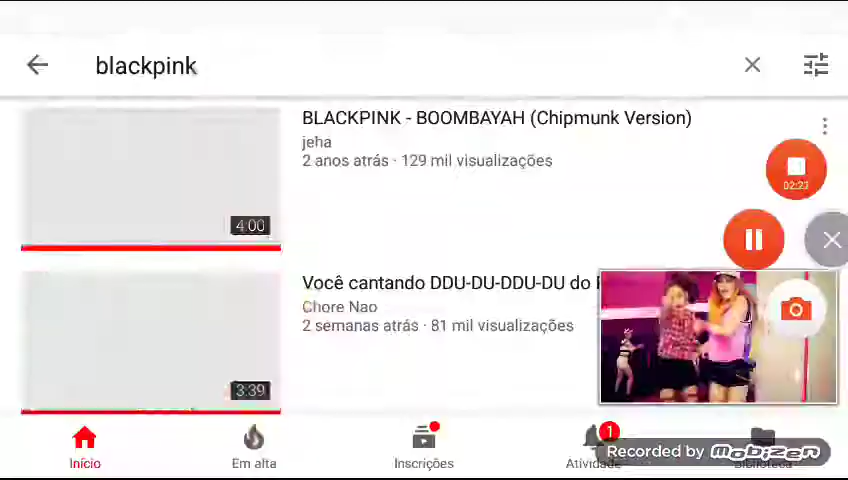 blackpink
BLACKPINK - BOOMBAYAH (Chipmunk Version)
jeha
2 anos atrás · 129 mil visualizações
4:00
02:23
Você cantando DDU-DU-DDU-DU do
Chore Nao
2 semanas atrás · 81 mil visualizações
3:39
1
Início
Em alta
Inscrições
Atividade
Biblioteca
Recorded by Mobizen